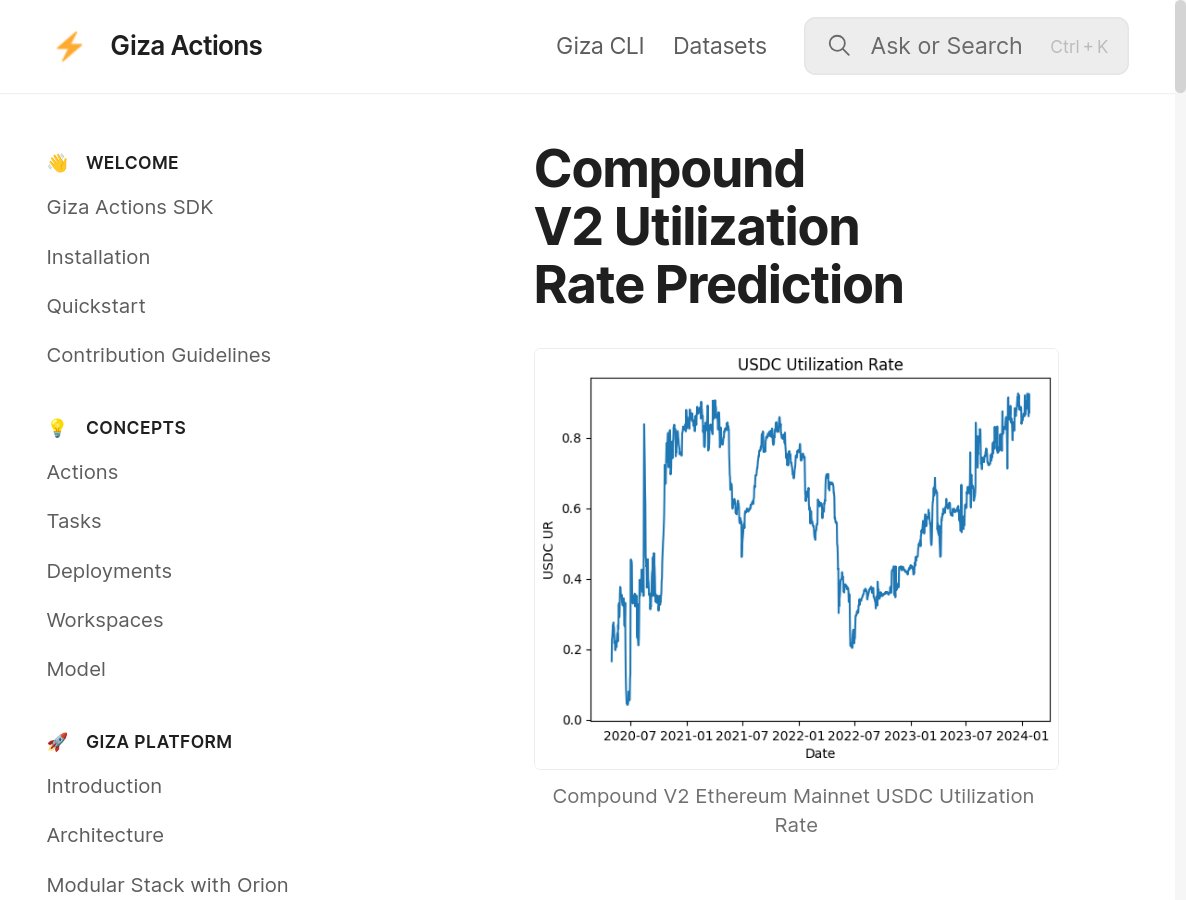 Giza Actions
Giza CLI Datasets Ask or Search Ctrl + K
WELCOME
Giza Actions SDK
Installation
Quickstart
Contribution Guidelines
CONCEPTS
Actions
Tasks
Deployments
Workspaces
Model
GIZA PLATFORM
Introduction
Architecture
Modular Stack with Orion
Compound
V2 Utilization
Rate Prediction
USDC Utilization Rate
USDC UR
0.8
0.6
0.4
0.2
0.0
2020-07 2021-01 2021-07 2022-01 2022-07 2023-01 2023-07 2024-01
Date
Compound V2 Ethereum Mainnet USDC Utilization
Rate